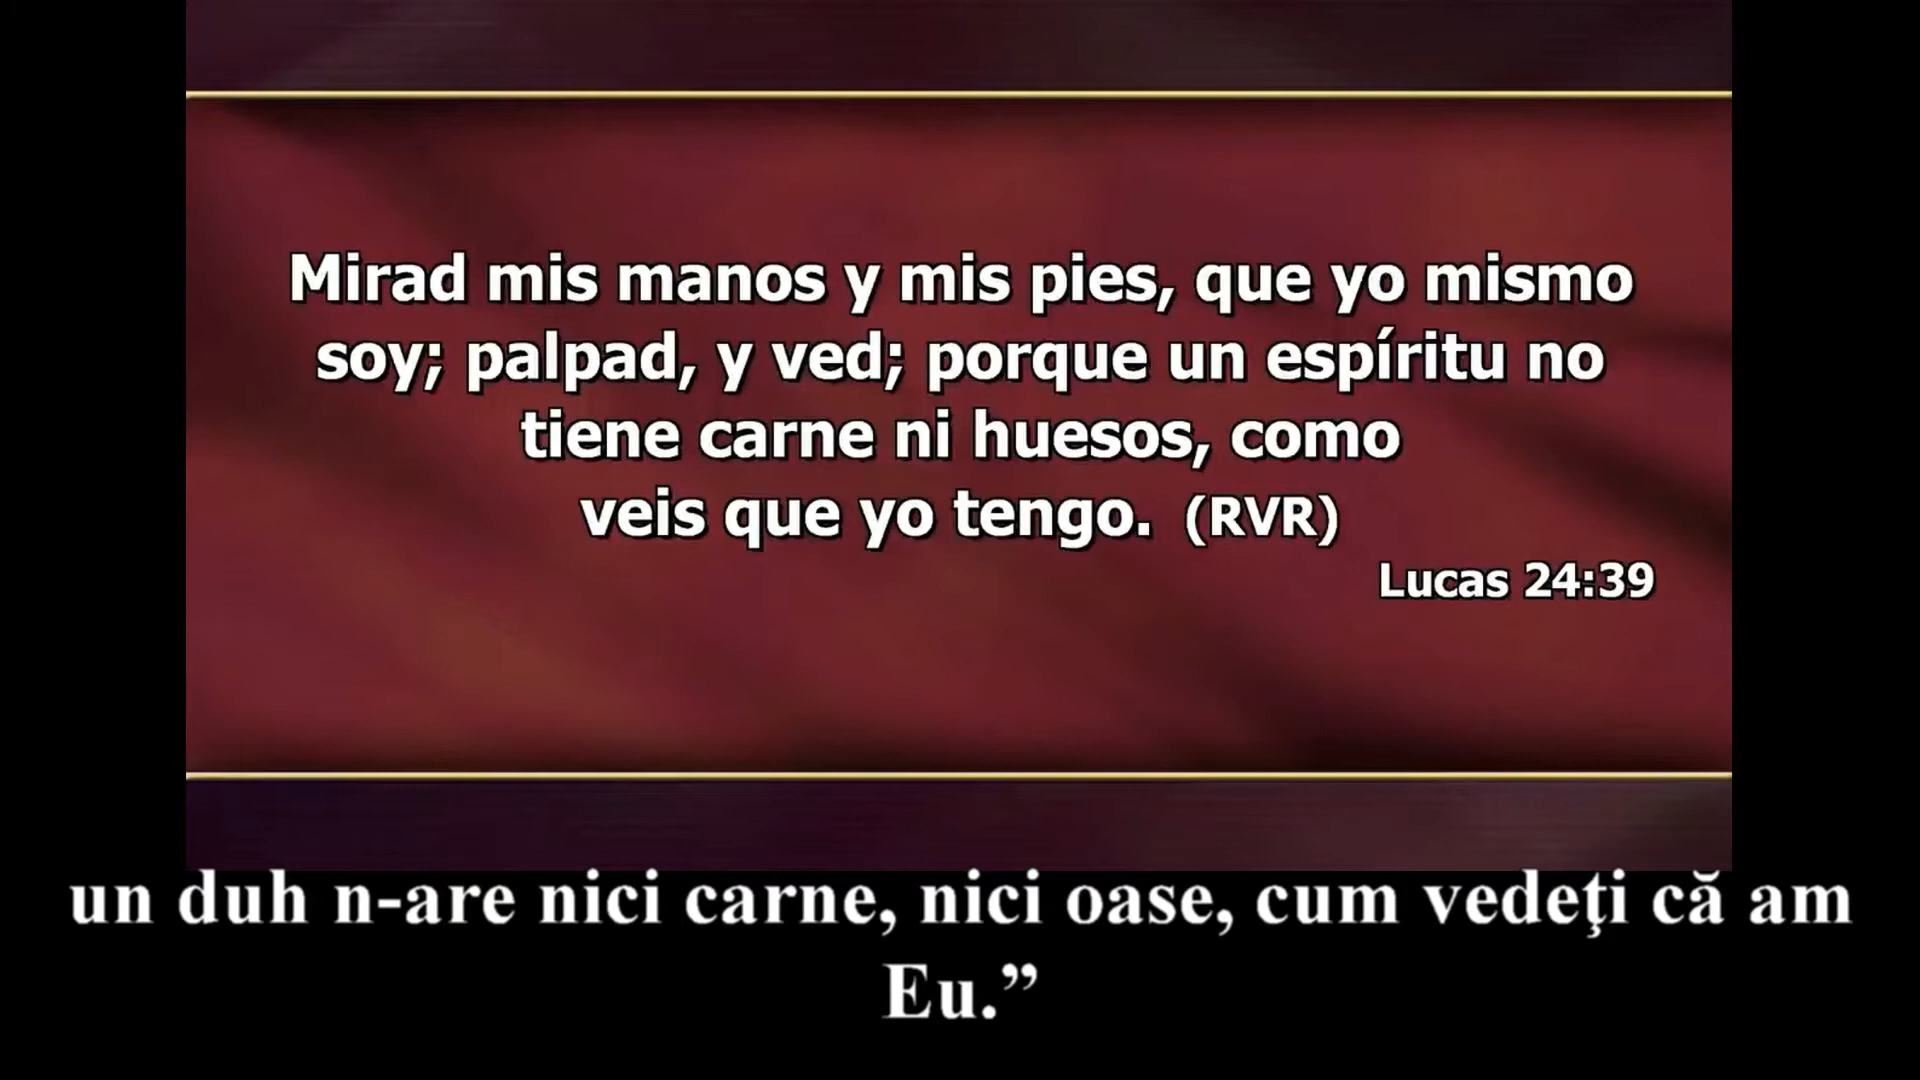 Mirad mis manos y mis pies, que yo mismo
soy; palpad, y ved; porque un espíritu no
tiene carne ni huesos, como
veis que yo tengo. (RVR)
Lucas 24:39
un duh n-are nici carne, nici oase, cum vedeţi că am
Eu.”